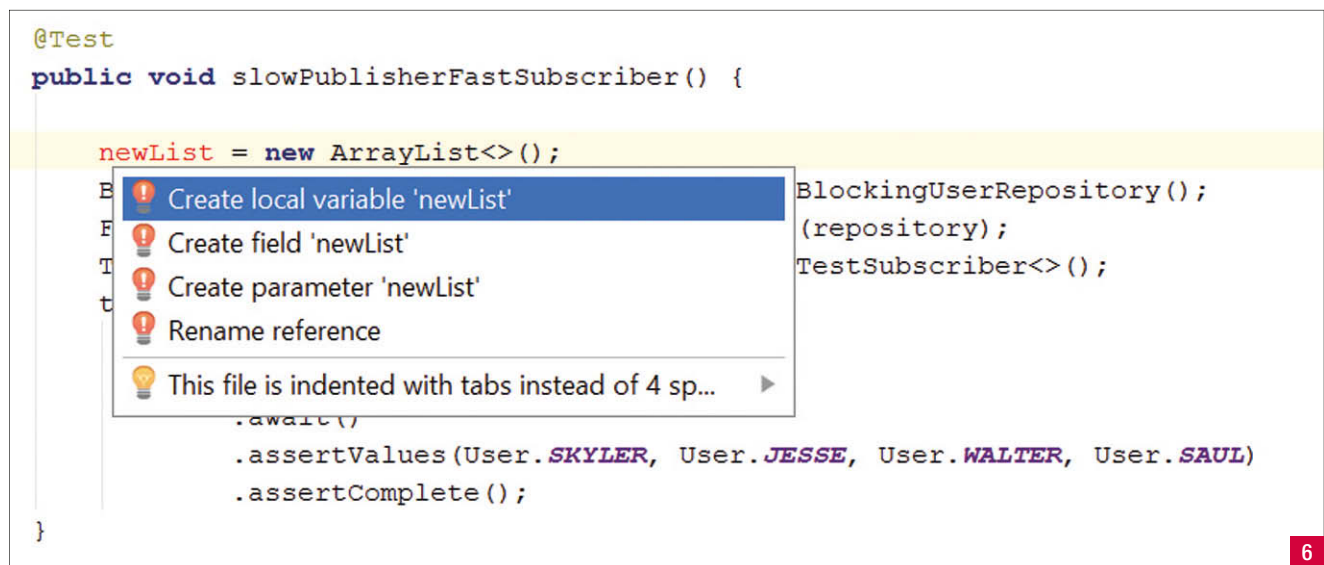 @Test
public void slowPublisherFastSubscriber() {
newList = new ArrayList<>();
B BlockingUserRepository();
F (repository);
T TestSubscriber<>();
t
Create local variable 'newList'
Create field 'newList'
Create parameter 'newList'
Rename reference
This file is indented with tabs instead of 4 sp...
.await()
.assertValues(User.SKYLER, User.JESSE, User.WALTER, User.SAUL)
.assertComplete();
}
6